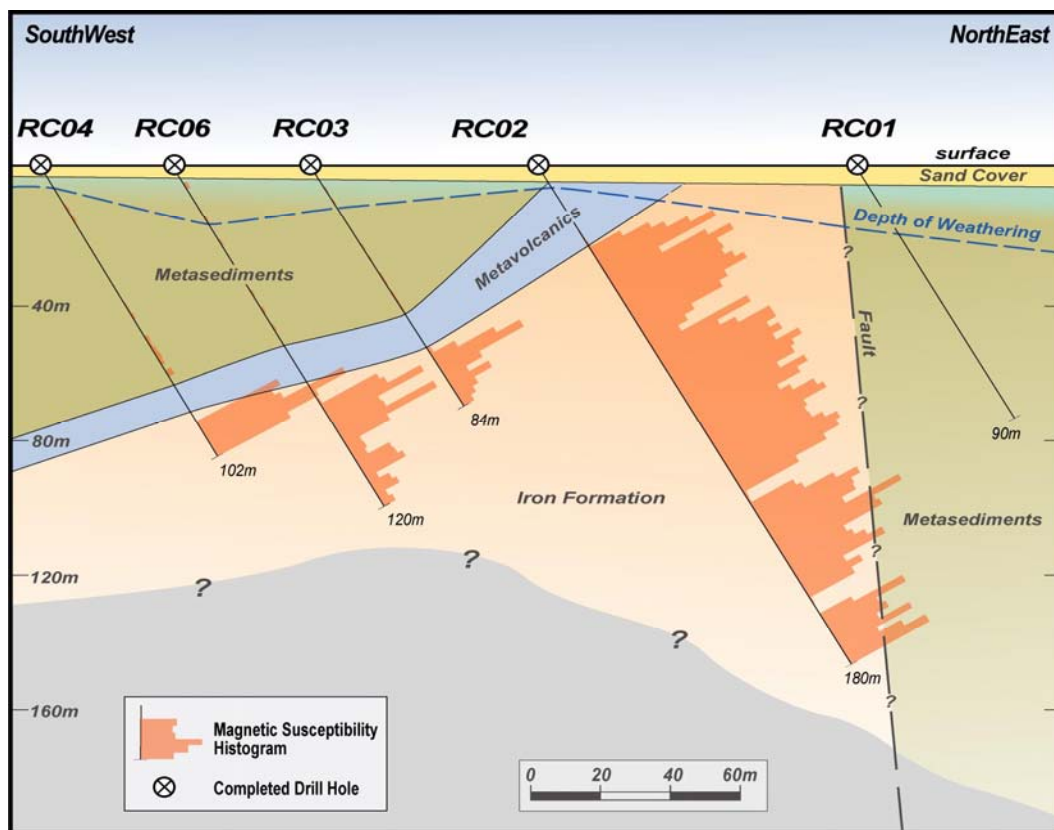 SouthWest
NorthEast
RC04
RC06
RC03
RC02
RC01
surface
Sand Cover
Depth of Weathering
Metasediments
Metavolcanics
?
Fault
40m
?
84m
90m
80m
102m
Iron Formation
120m
Metasediments
?
?
120m
?
?
180m
?
160m
Magnetic Susceptibility
Histogram
Completed Drill Hole
0 20 40 60m